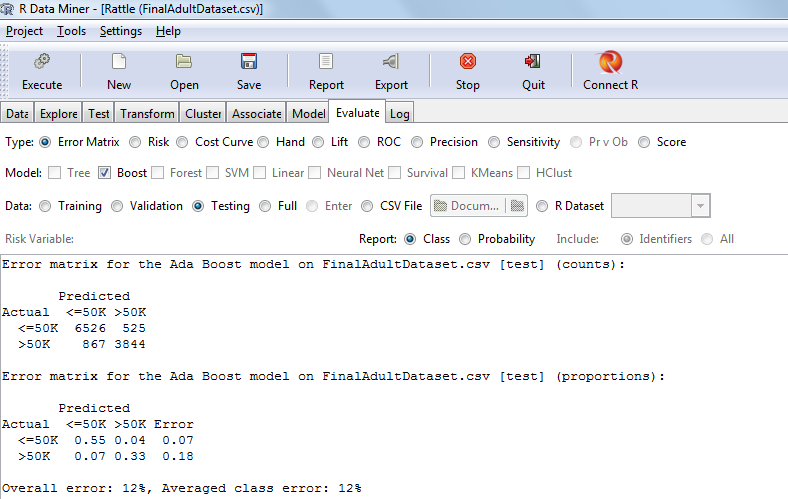 R Data Miner - [Rattle (FinalAdultDataset.csv)]
Project Tools Settings Help
Execute New Open Save Report Export Stop Quit Connect R
Data Explore Test Transform Cluster Associate Model Evaluate Log
Type: Error Matrix Risk Cost Curve Hand Lift ROC Precision Sensitivity Pr v Ob Score
Model: Tree Boost Forest SVM Linear Neural Net Survival KMeans HClust
Data: Training Validation Testing Full Enter CSV File Docum... R Dataset
Risk Variable: Report: Class Probability Include: Identifiers All
Error matrix for the Ada Boost model on FinalAdultDataset.csv [test] (counts):
Predicted
Actual <=50K >50K
<=50K 6526 525
>50K 867 3844
Error matrix for the Ada Boost model on FinalAdultDataset.csv [test] (proportions):
Predicted
Actual <=50K >50K Error
<=50K 0.55 0.04 0.07
>50K 0.07 0.33 0.18
Overall error: 12%, Averaged class error: 12%